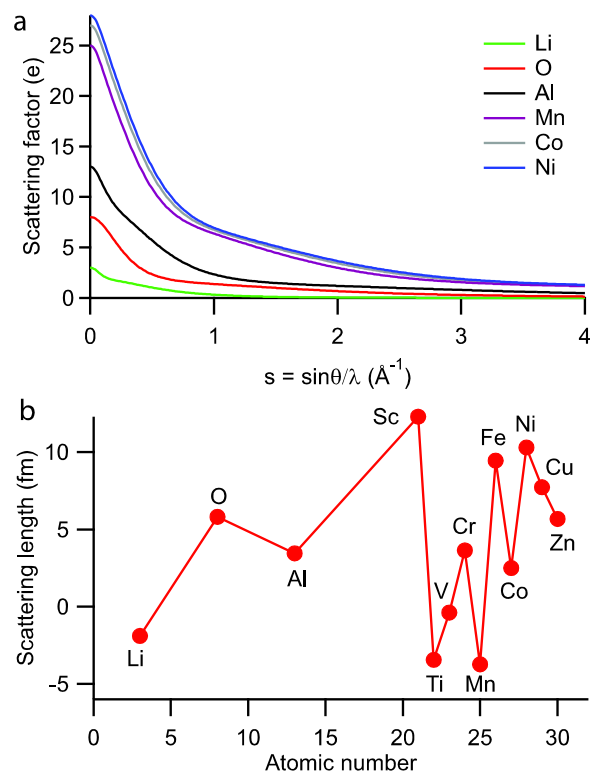 a
Scattering factor (e)
25
20
15
10
5
0
Li
O
Al
Mn
Co
Ni
0
1
2
3
4
s = sinθ/λ (Å⁻¹)
b
Scattering length (fm)
10
5
0
-5
Li
O
Al
Sc
Ti
V
Cr
Mn
Fe
Co
Ni
Cu
Zn
0
5
10
15
20
25
30
Atomic number